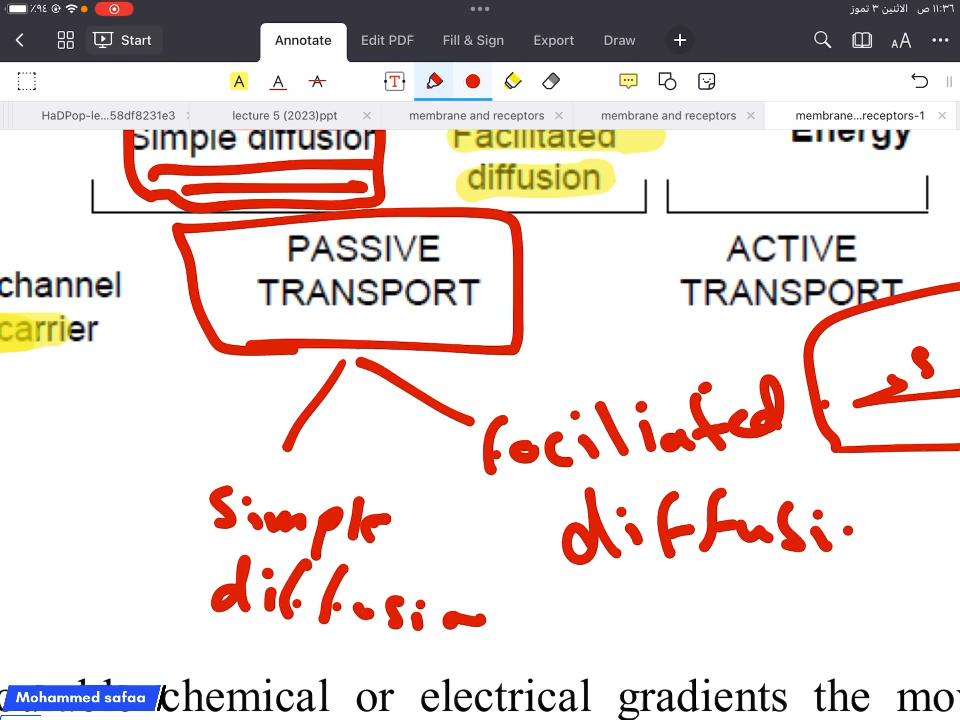 ٪٩٤ ١١:٣٦ ص الاثنين ٣ تموز
Start Annotate Edit PDF Fill & Sign Export Draw
HaDPop-le...58df8231e3 lecture 5 (2023)ppt membrane and receptors membrane and receptors membrane...receptors-1
Simple diffusion Facilitated Energy
diffusion
PASSIVE ACTIVE
TRANSPORT TRANSPORT
channel
carrier
faciliated
diffusi.
simple
diffusion
chemical or electrical gradients the mov
Mohammed safaa